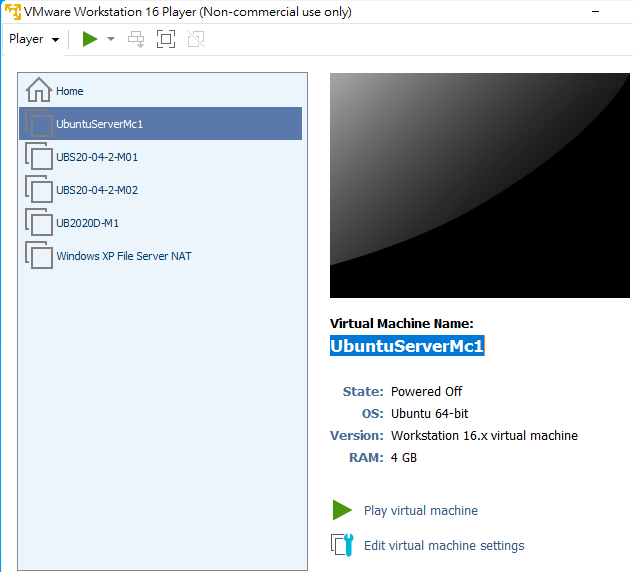 VMware Workstation 16 Player (Non-commercial use only)
Player
Home
UbuntuServerMc1
UBS20-04-2-M01
UBS20-04-2-M02
UB2020D-M1
Windows XP File Server NAT
Virtual Machine Name:
UbuntuServerMc1
State: Powered Off
OS: Ubuntu 64-bit
Version: Workstation 16.x virtual machine
RAM: 4 GB
Play virtual machine
Edit virtual machine settings